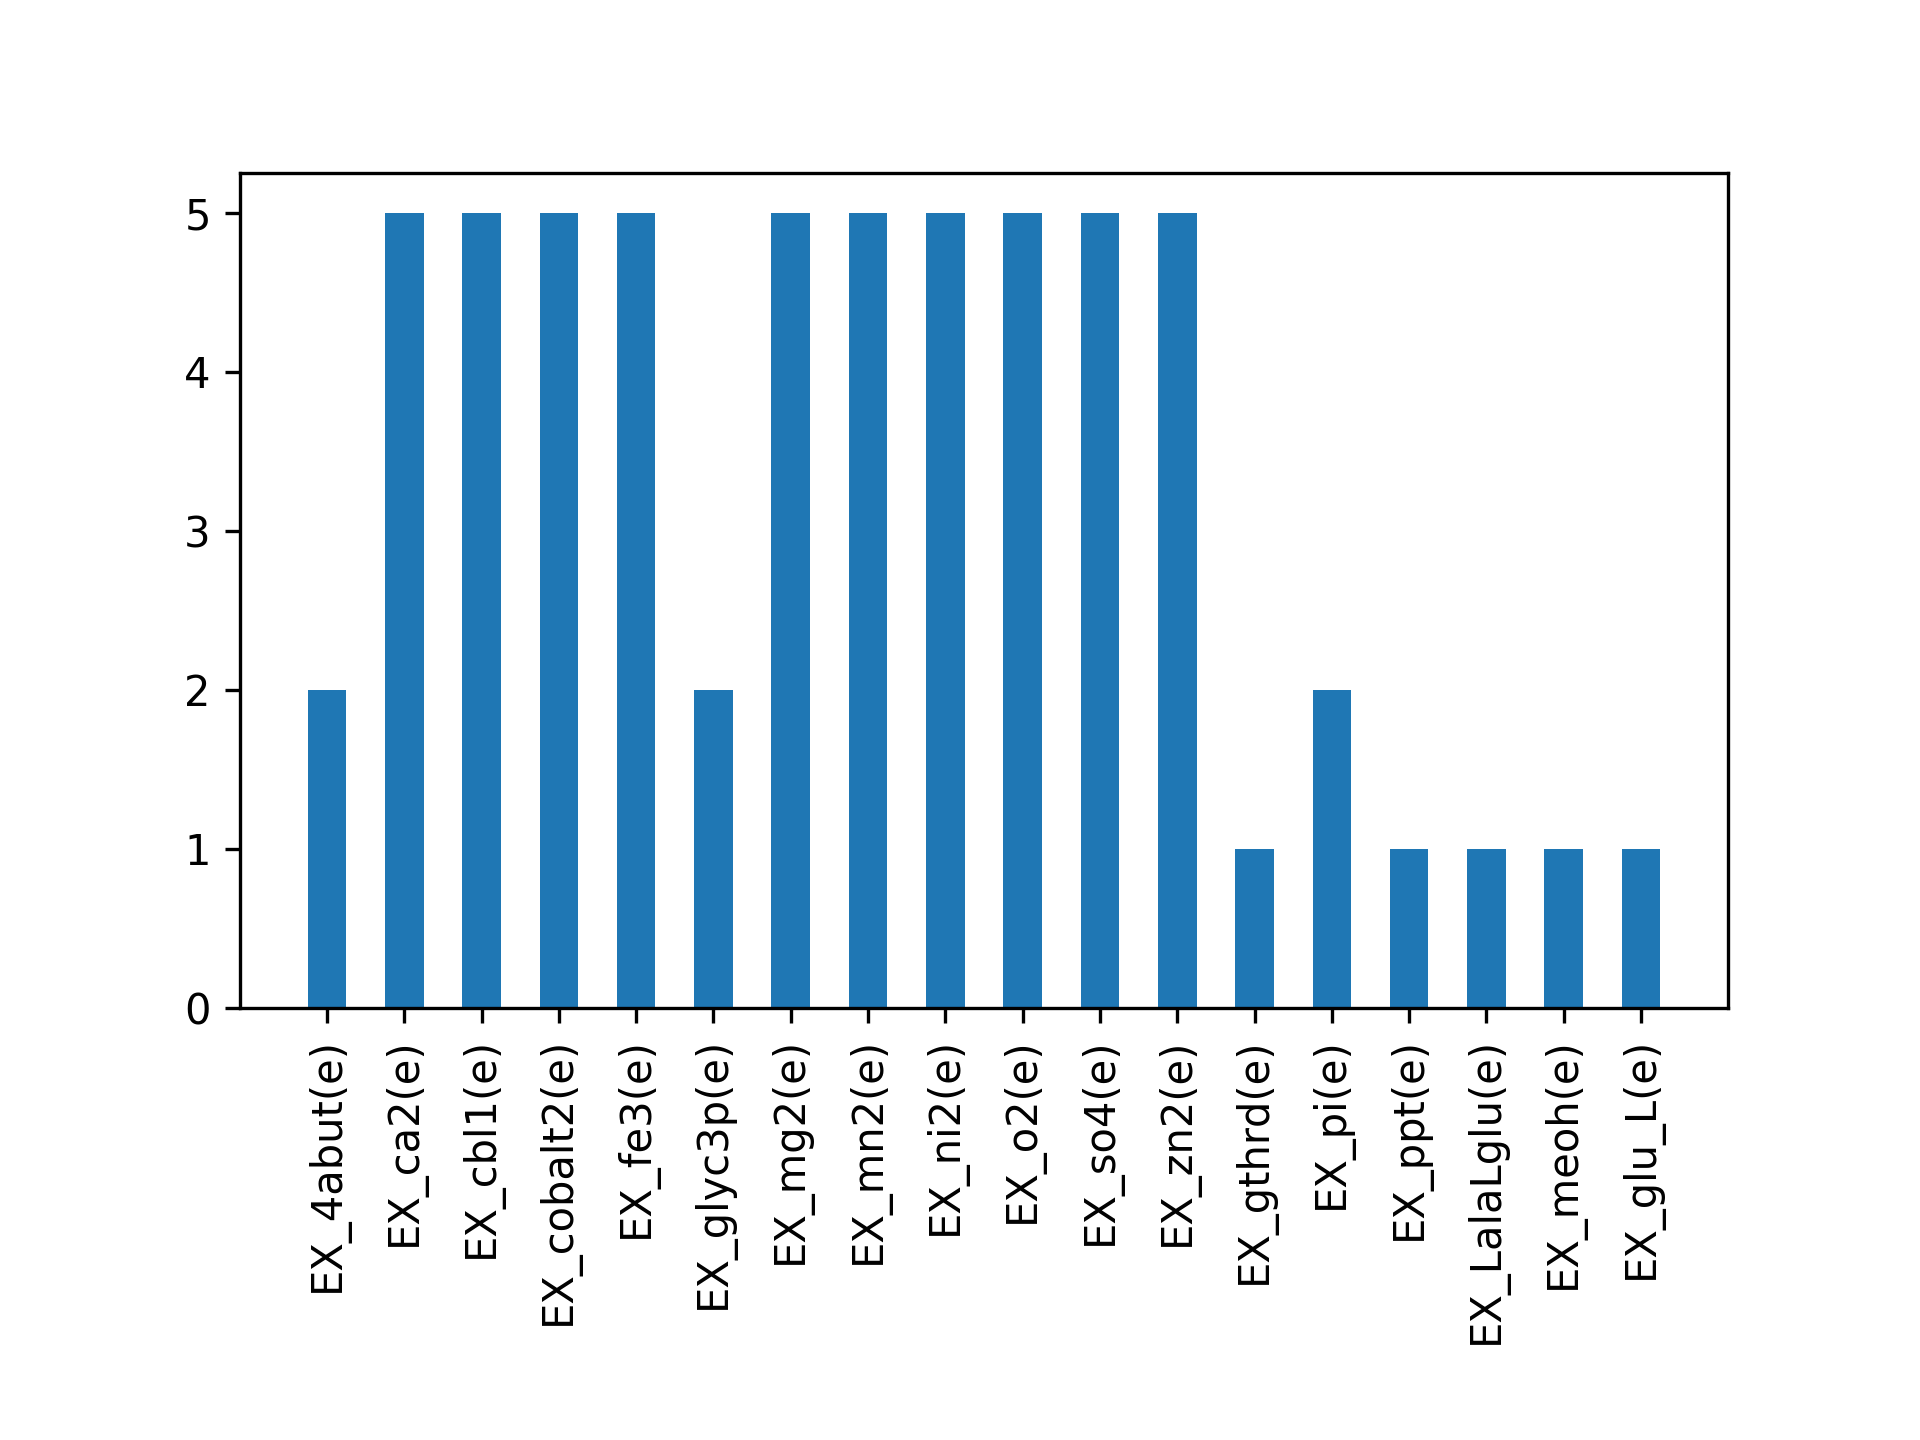 5
4
3
2
1
0
EX_4abut(e)
EX_ca2(e)
EX_cbl1(e)
EX_cobalt2(e)
EX_fe3(e)
EX_glyc3p(e)
EX_mg2(e)
EX_mn2(e)
EX_ni2(e)
EX_o2(e)
EX_so4(e)
EX_zn2(e)
EX_gthrd(e)
EX_pi(e)
EX_ppt(e)
EX_LalaLglu(e)
EX_meoh(e)
EX_glu_L(e)